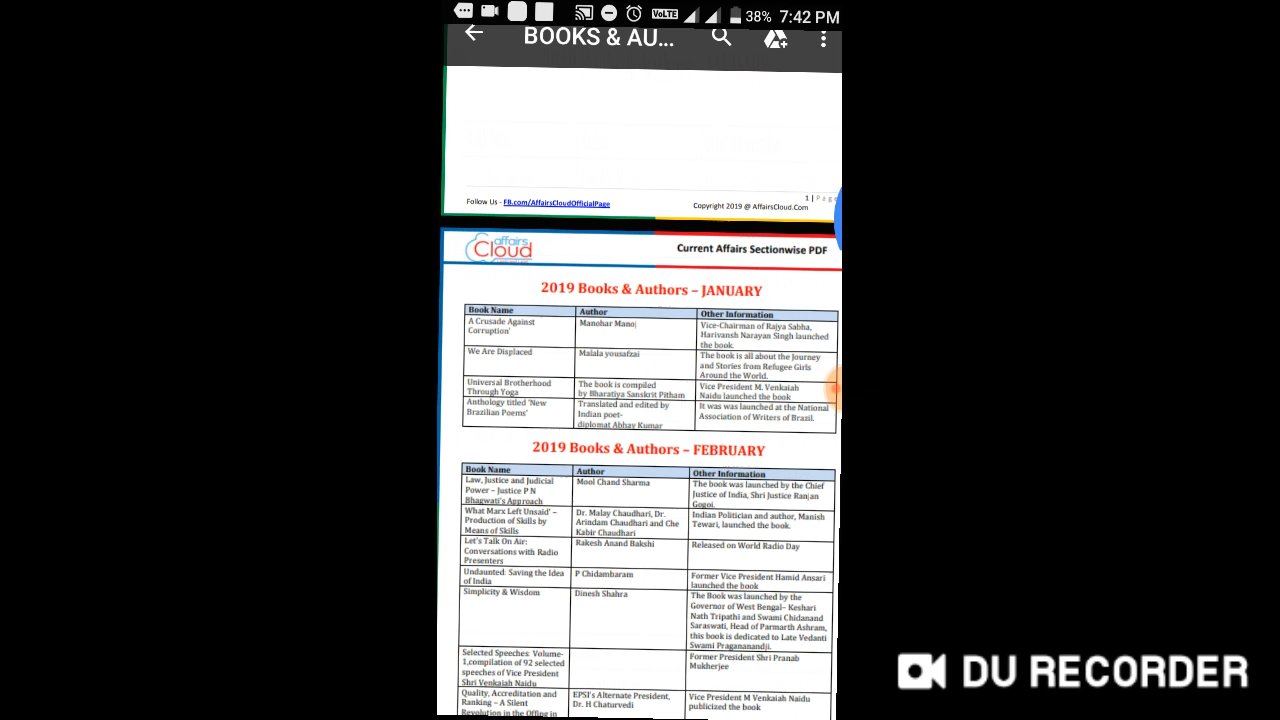 VoLTE 38% 7:42 PM
BOOKS & AU...
1 | Page
Follow Us - FB.com/AffairsCloudOfficialPage
Copyright 2019 @ AffairsCloud.Com
affairs
Cloud
Current Affairs Sectionwise PDF
2019 Books & Authors – JANUARY
Book Name Author Other Information
A Crusade Against
Corruption'
Manohar Manoj
Vice-Chairman of Rajya Sabha,
Harivansh Narayan Singh launched
the book.
We Are Displaced
Malala yousafzai
The book is all about the Journey
and Stories from Refugee Girls
Around the World.
Universal Brotherhood
Through Yoga
The book is compiled
by Bharatiya Sanskrit Pitham
Vice President M. Venkaiah
Naidu launched the book
Anthology titled 'New
Brazilian Poems'
Translated and edited by
Indian poet-
diplomat Abhay Kumar
It was was launched at the National
Association of Writers of Brazil.
2019 Books & Authors – FEBRUARY
Book Name Author Other Information
Law, Justice and Judicial
Power – Justice P N
Bhagwati's Approach
Mool Chand Sharma
The book was launched by the Chief
Justice of India, Shri Justice Ranjan
Gogoi.
What Marx Left Unsaid' –
Production of Skills by
Means of Skills
Dr. Malay Chaudhari, Dr.
Arindam Chaudhari and Che
Kabir Chaudhari
Indian Politician and author, Manish
Tewari, launched the book.
Let's Talk On Air:
Conversations with Radio
Presenters
Rakesh Anand Bakshi
Released on World Radio Day
Undaunted: Saving the Idea
of India
P Chidambaram
Former Vice President Hamid Ansari
launched the book
Simplicity & Wisdom
Dinesh Shahra
The Book was launched by the
Governor of West Bengal– Keshari
Nath Tripathi and Swami Chidanand
Saraswati, Head of Parmarth Ashram,
this book is dedicated to Late Vedanti
Swami Pragananandji.
Selected Speeches: Volume-
1,compilation of 92 selected
speeches of Vice President
Shri Venkaiah Naidu
Former President Shri Pranab
Mukherjee
Quality, Accreditation and
Ranking – A Silent
Revolution in the Offing in
EPSI's Alternate President,
Dr. H Chaturvedi
Vice President M Venkaiah Naidu
publicized the book
DU RECORDER